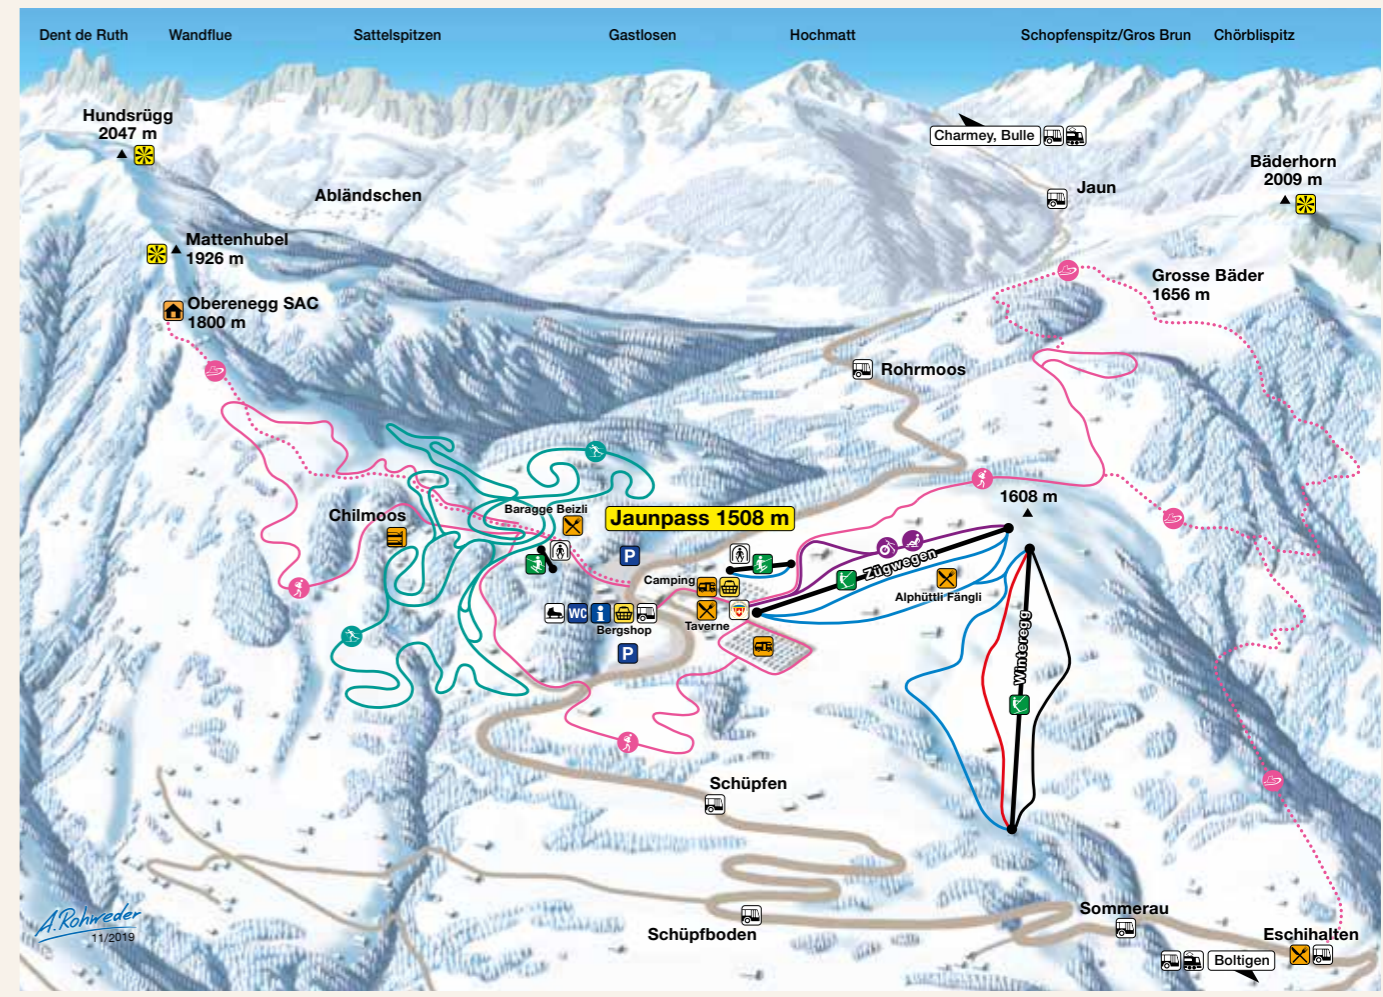 Dent de Ruth
Wandflue
Sattelspitzen
Gastlosen
Hochmatt
Schopfenspitz/Gros Brun
Chörblispitz
Hundsrügg
2047 m
Charmey, Bulle
Bäderhorn
2009 m
Jaun
Abländschen
Mattenhubel
1926 m
Grosse Bäder
1656 m
Oberenegg SAC
1800 m
Rohrmoos
1608 m
Baragge Beizli
Chilmoos
Jaunpass 1508 m
P
Zügwegen
Camping
Alphüttli Fängli
WC
i
Bergshop
Taverne
P
Winteregg
Schüpfen
Schüpfboden
Sommerau
Eschihalten
Boltigen
A.Rohweder
11/2019